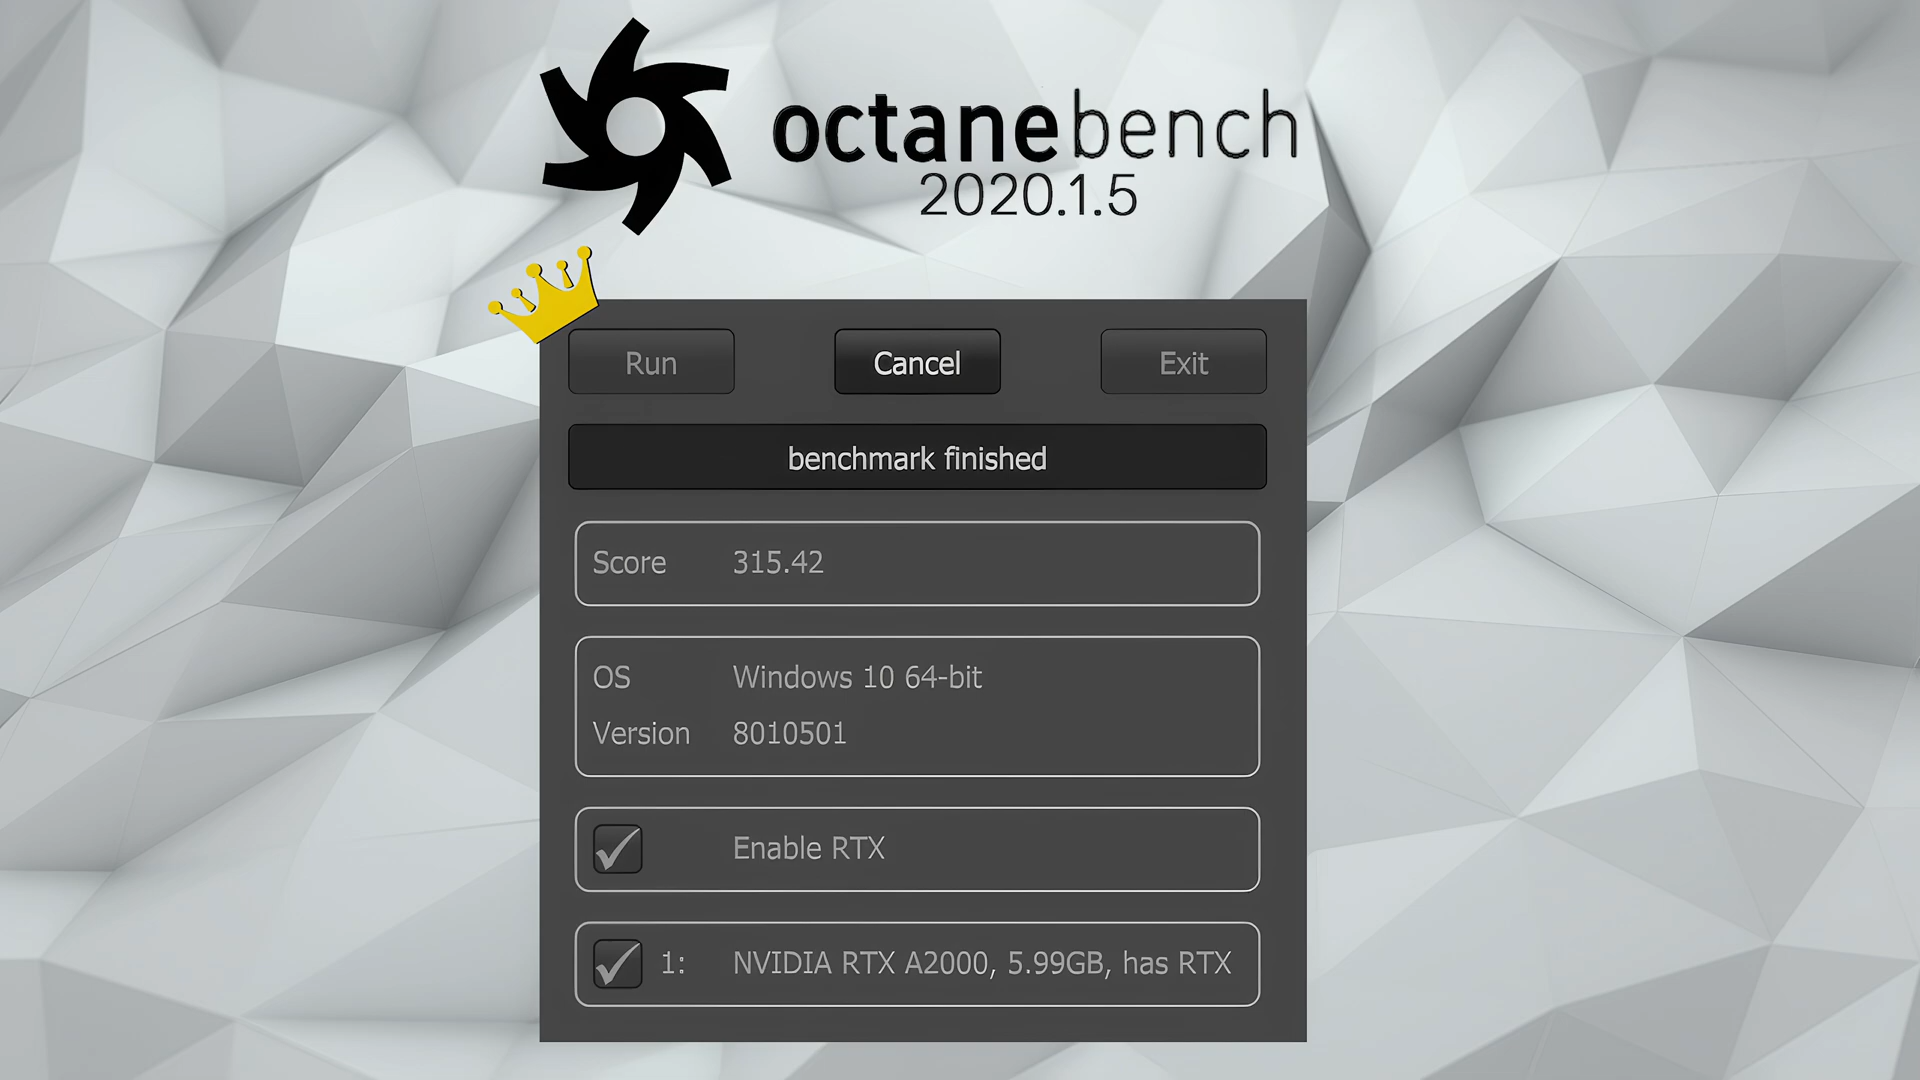 octanebench
2020.1.5
Run Cancel Exit
benchmark finished
Score 315.42
OS Windows 10 64-bit
Version 8010501
Enable RTX
1: NVIDIA RTX A2000, 5.99GB, has RTX